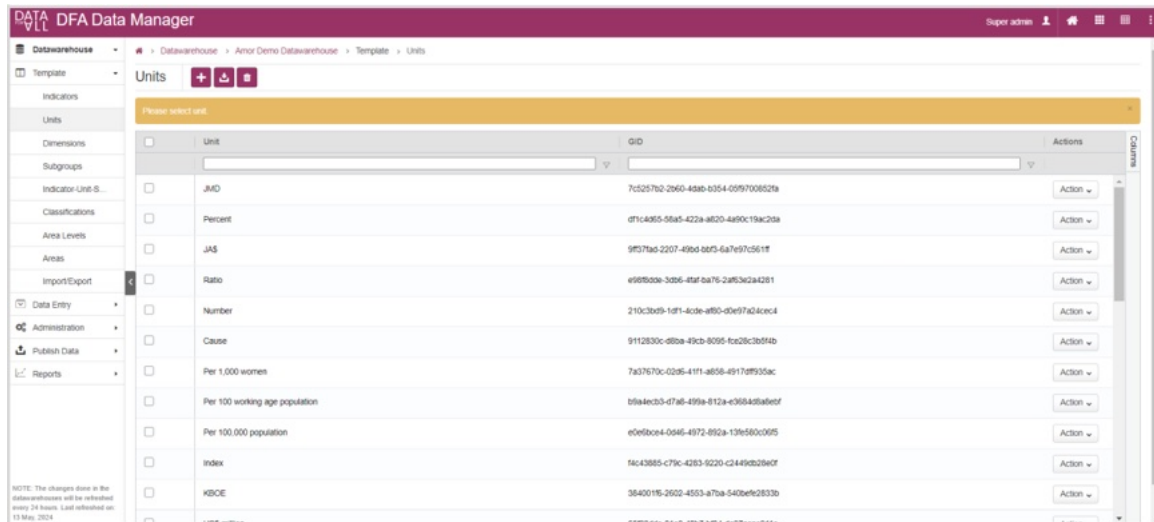 DATA FOR ALL DFA Data Manager
Super admin
Datawarehouse
Template
Indicators
Units
Dimensions
Subgroups
Indicator-Unit-S...
Classifications
Area Levels
Areas
Import/Export
Data Entry
Administration
Publish Data
Reports
NOTE: The changes done in the
datawarehouses will be refreshed
every 24 hours. Last refreshed on:
13 May, 2024
> Datawarehouse > Amor Demo Datawarehouse > Template > Units
Units
Please select unit. ×
Unit GID Actions
Columns
JMD 7c5257b2-2b60-4dab-b354-05f9700852fa Action
Percent df1c4d65-58a5-422a-a820-4a90c19ac2da Action
JA$ 9ff37fad-2207-49bd-bbf3-6a7e97c561ff Action
Ratio e98f8dde-3db6-4faf-ba76-2af63e2a4281 Action
Number 210c3bd9-1df1-4cde-af80-d0e97a24cec4 Action
Cause 9112830c-d8ba-49cb-8095-fce28c3b5f4b Action
Per 1,000 women 7a37670c-02d6-41f1-a858-4917dff935ac Action
Per 100 working age population b9a4ecb3-d7a8-499a-812a-e3684d8a8ebf Action
Per 100,000 population e0e6bce4-0d46-4972-892a-13fe580c06f5 Action
Index f4c43885-c79c-4283-9220-c2449db28e0f Action
KBOE 384001f6-2602-4553-a7ba-540befe2833b Action